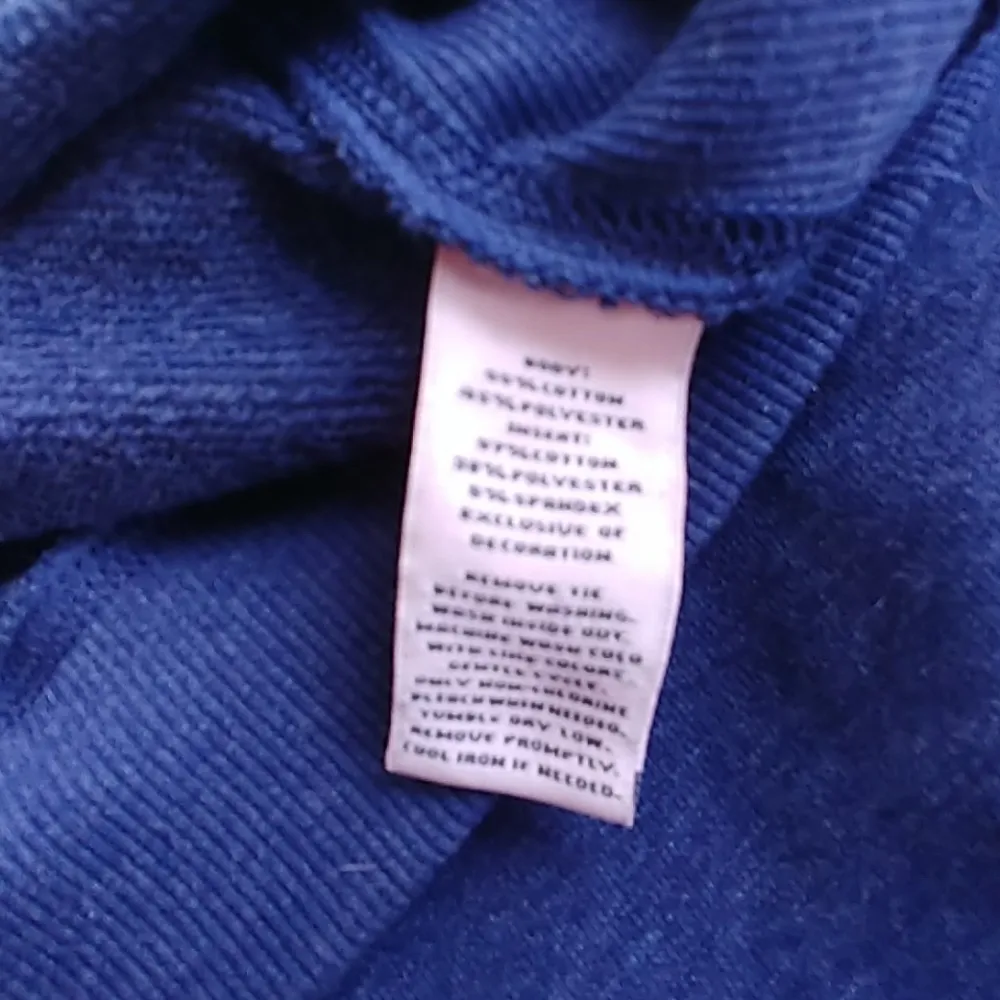 BODY:
55%COTTON
45%POLYESTER
INSERT:
57%COTTON
38%POLYESTER
5%SPANDEX
EXCLUSIVE OF
DECORATION
REMOVE TIE
BEFORE WASHING.
WASH INSIDE OUT.
MACHINE WASH COLD
WITH LIKE COLORS,
GENTLE CYCLE.
ONLY NON-CHLORINE
BLEACH WHEN NEEDED.
TUMBLE DRY LOW.
REMOVE PROMPTLY.
COOL IRON IF NEEDED.